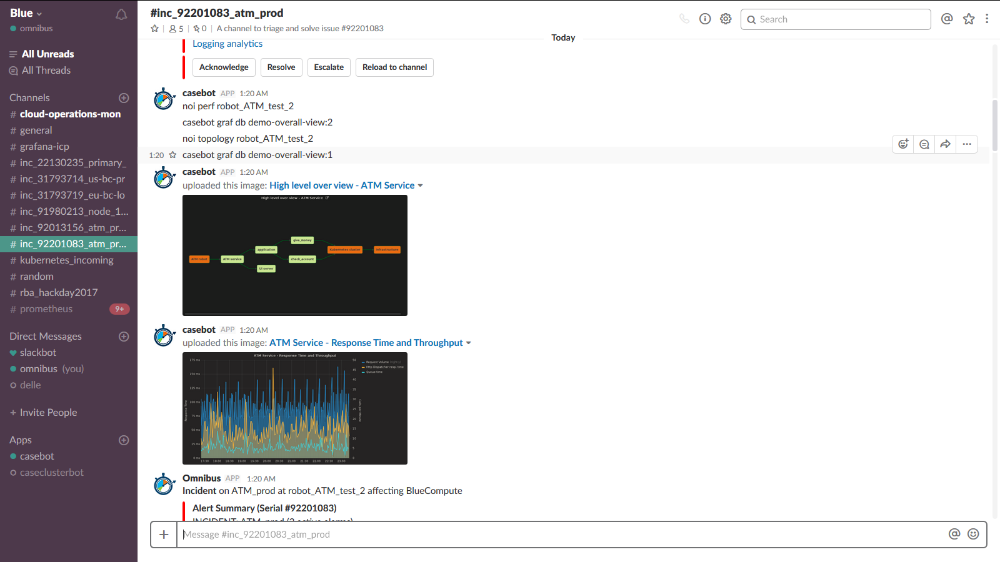 Blue
omnibus
All Unreads
All Threads
Channels
# cloud-operations-mon
# general
# grafana-icp
# inc_22130235_primary_
# inc_31793714_us-bc-pr
# inc_31793719_eu-bc-lo
# inc_91980213_node_1...
# inc_92013156_atm_pr...
# inc_92201083_atm_pr...
# kubernetes_incoming
# random
# rba_hackday2017
# prometheus 9+
Direct Messages
slackbot
omnibus (you)
delle
+ Invite People
Apps
casebot
caseclusterbot
#inc_92201083_atm_prod
5 | 0 | A channel to triage and solve issue #92201083
Search
Today
Logging analytics
Acknowledge Resolve Escalate Reload to channel
casebot APP 1:20 AM
noi perf robot_ATM_test_2
casebot graf db demo-overall-view:2
noi topology robot_ATM_test_2
1:20 casebot graf db demo-overall-view:1
casebot APP 1:20 AM
uploaded this image: High level over view - ATM Service
High level over view - ATM Service
give_money
application Kubernetes cluster infrastructure
ATM robot ATM service check_account
UI server
casebot APP 1:20 AM
uploaded this image: ATM Service - Response Time and Throughput
ATM Service - Response Time and Throughput
175 ms 50
Request Volume (right-y)
Http Dispatcher resp. time
Queue time
45
150 ms
40
125 ms 35
30
100 ms
25
75 ms
20
50 ms 15
10
25 ms
5
0 ms 0
Response Time
Calls per Minute
17:30 18:00 18:30 19:00 19:30 20:00 20:30 21:00 21:30 22:00 22:30 23:00
Omnibus APP 1:20 AM
Incident on ATM_prod at robot_ATM_test_2 affecting BlueCompute
Alert Summary (Serial #92201083)
INCIDENT: ATM_prod (2 active alarms)
+ Message #inc_92201083_atm_prod